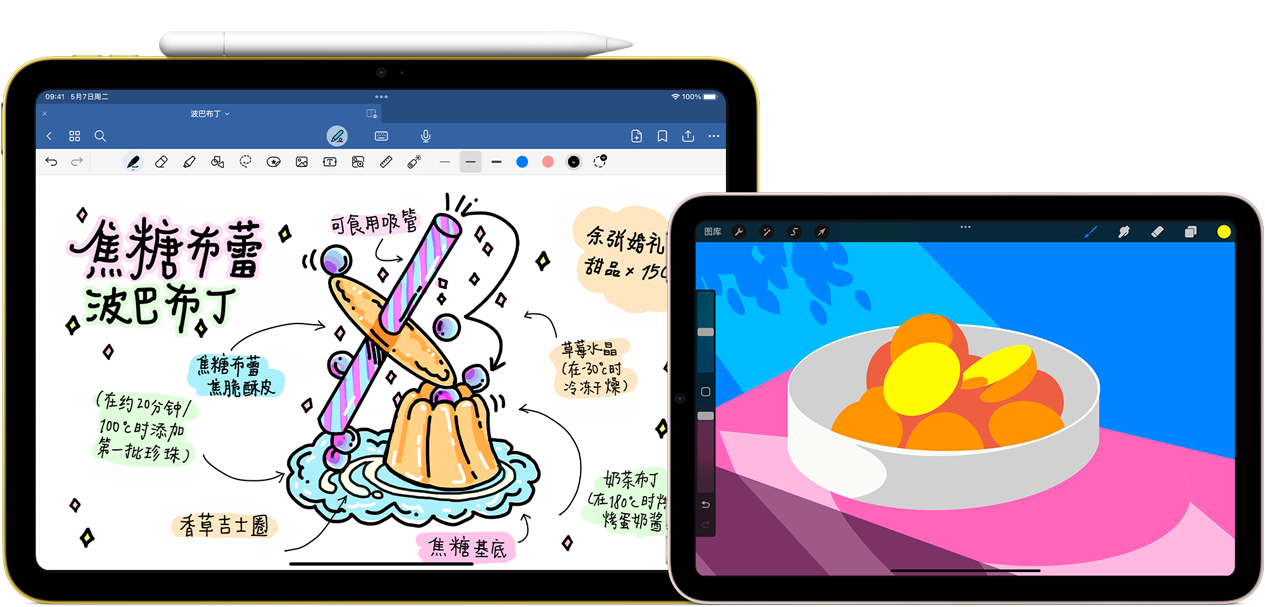 09:41 5月7日周二
100%
波巴布丁
焦糖布蕾
波巴布丁
可食用吸管
余张婚礼
甜品 × 150
焦糖布蕾
焦脆酥皮
草莓水晶
(在-30℃时
冷冻干燥)
(在约20分钟/
100℃时添加
第一批珍珠)
奶茶布丁
(在180℃时
烤蛋奶酱
香草吉士圈
焦糖基底
图库